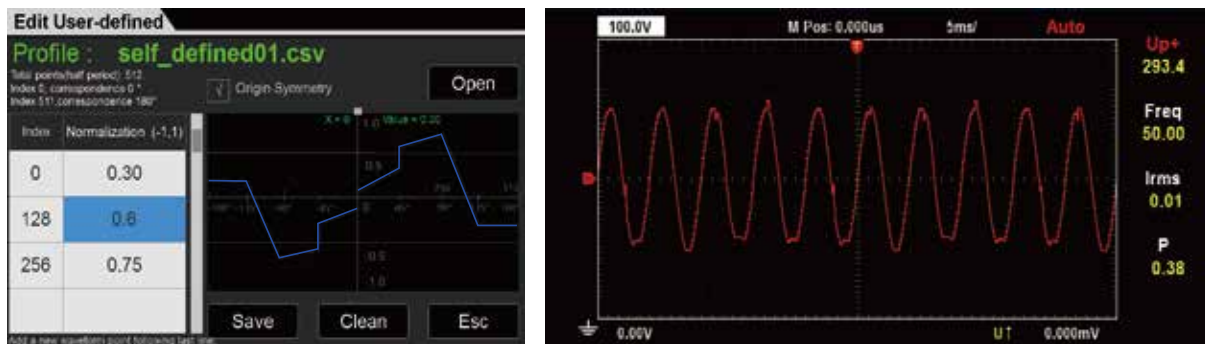 Edit User-defined
Profile : self_defined01.csv
Total points(half period): 512
Index 0, correspondence 0 °
Index 511,correspondence 180°
√ Origin Symmetry
Open
Index Normalization (-1,1)
0 0.30
128 0.6
256 0.75
X = 0 1.0 Value = 0.30
0.5
0
0.5
-1.0
Save Clean Esc
Add a new waveform point following last line
100.0V M Pos: 0.000us 5ms/ Auto
T
Up+
293.4
Freq
50.00
Irms
0.01
P
0.38
0.00V U↑ 0.000mV